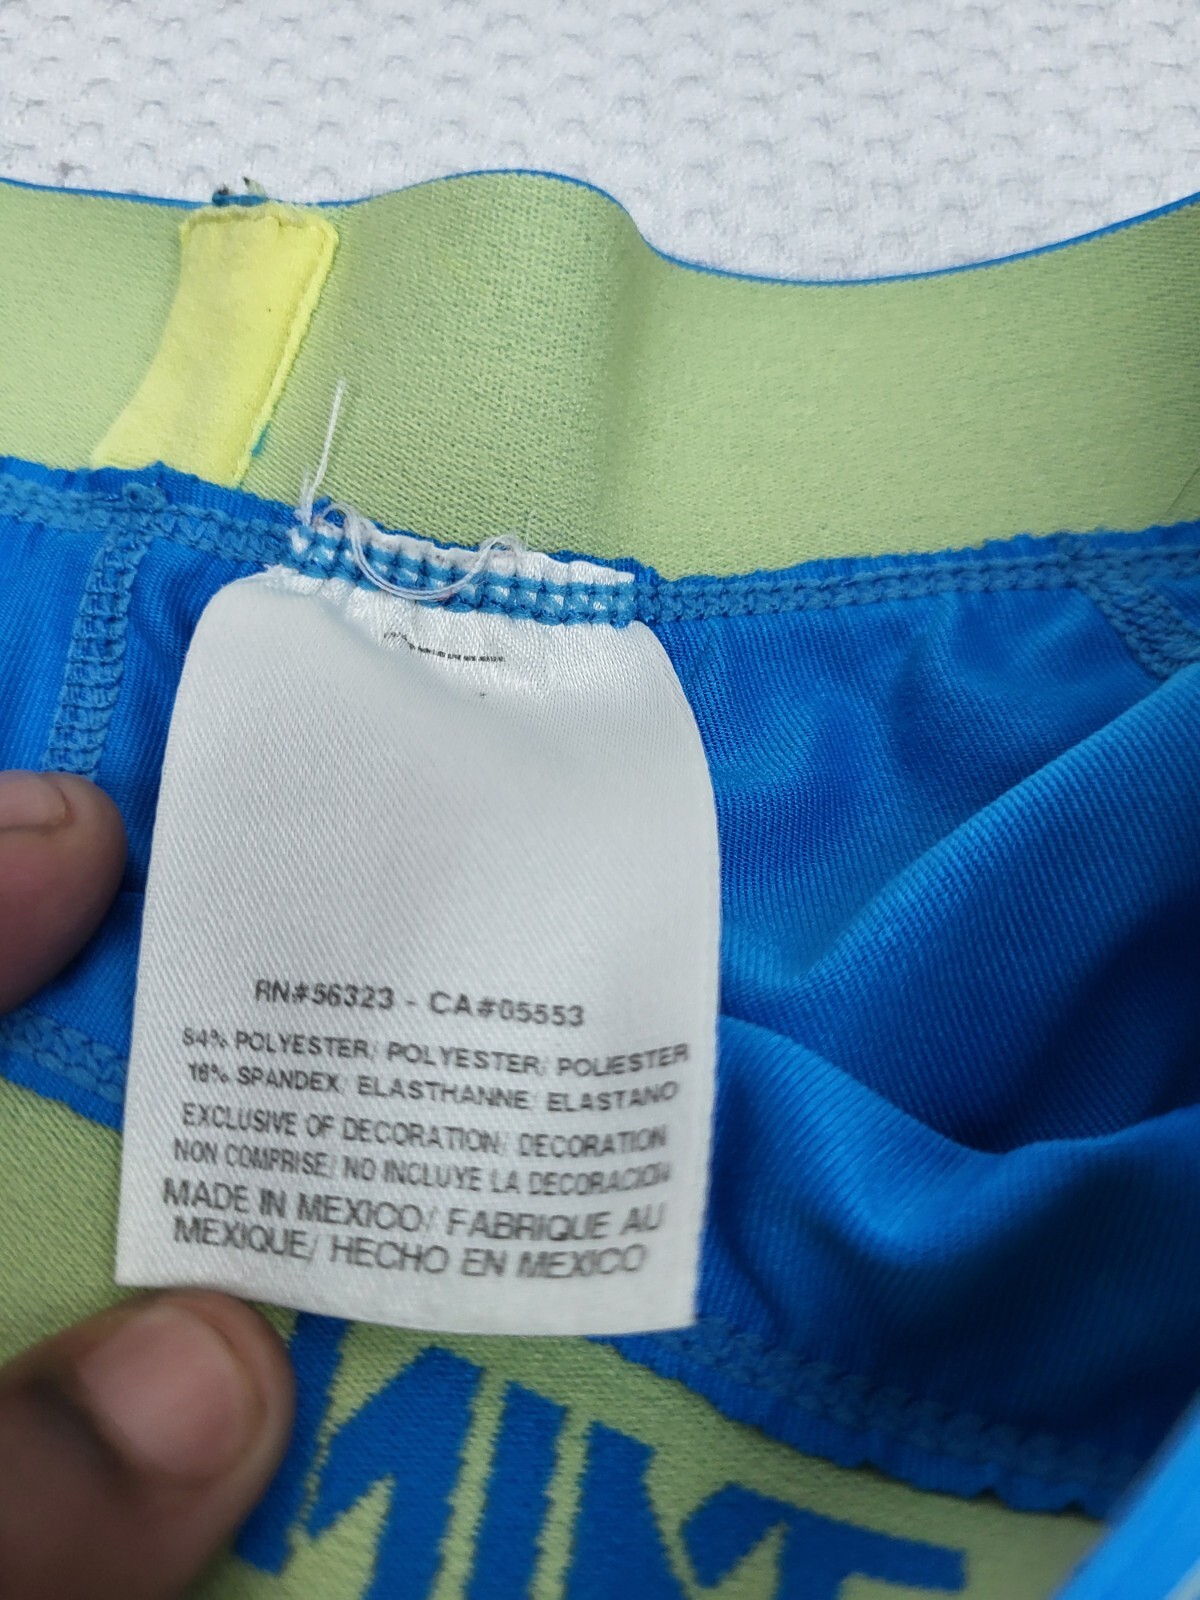 RN#56323 - CA#05553
84% POLYESTER/ POLYESTER/ POLIESTER
16% SPANDEX/ ELASTHANNE/ ELASTANO
EXCLUSIVE OF DECORATION/ DECORATION
NON COMPRISE/ NO INCLUYE LA DECORACION
MADE IN MEXICO/ FABRIQUE AU
MEXIQUE/ HECHO EN MEXICO